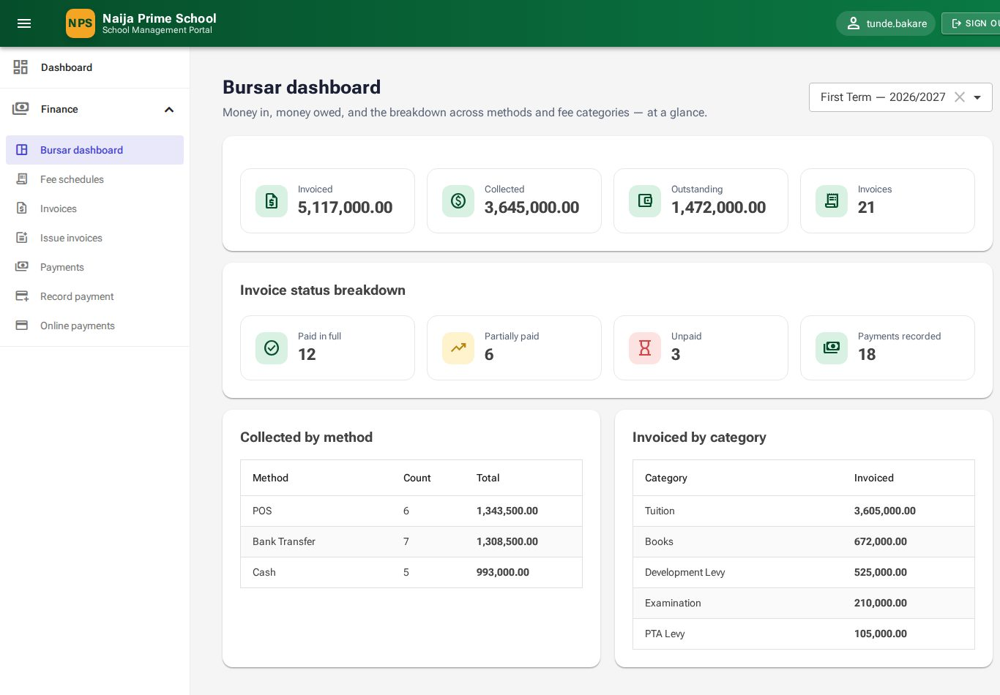 NPS
Naija Prime School
School Management Portal
tunde.bakare
SIGN OU
Dashboard
Finance
Bursar dashboard
Fee schedules
Invoices
Issue invoices
Payments
Record payment
Online payments
Bursar dashboard
Money in, money owed, and the breakdown across methods and fee categories — at a glance.
First Term — 2026/2027
Invoiced
5,117,000.00
Collected
3,645,000.00
Outstanding
1,472,000.00
Invoices
21
Invoice status breakdown
Paid in full
12
Partially paid
6
Unpaid
3
Payments recorded
18
Collected by method
Method Count Total
POS 6 1,343,500.00
Bank Transfer 7 1,308,500.00
Cash 5 993,000.00
Invoiced by category
Category Invoiced
Tuition 3,605,000.00
Books 672,000.00
Development Levy 525,000.00
Examination 210,000.00
PTA Levy 105,000.00